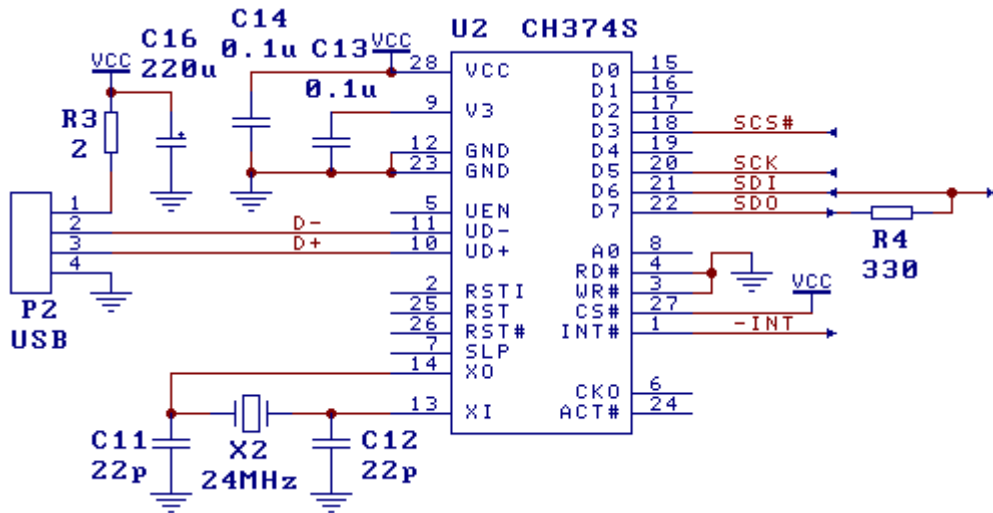 U2 CH374S
C14
0.1u
C13
0.1u
VCC
C16
220u
VCC
R3
2
28 VCC
9 V3
12 GND
23 GND
5 UEN
11 UD-
10 UD+
2 RSTI
25 RST
26 RST#
7 SLP
14 XO
13 XI
D0 15
D1 16
D2 17
D3 18 SCS#
D4 19
D5 20 SCK
D6 21 SDI
D7 22 SDO
A0 8
RD# 4
WR# 3
CS# 27
INT# 1 -INT
CKO 6
ACT# 24
R4
330
VCC
1
2 D-
3 D+
4
P2
USB
C11
22p
X2
24MHz
C12
22p